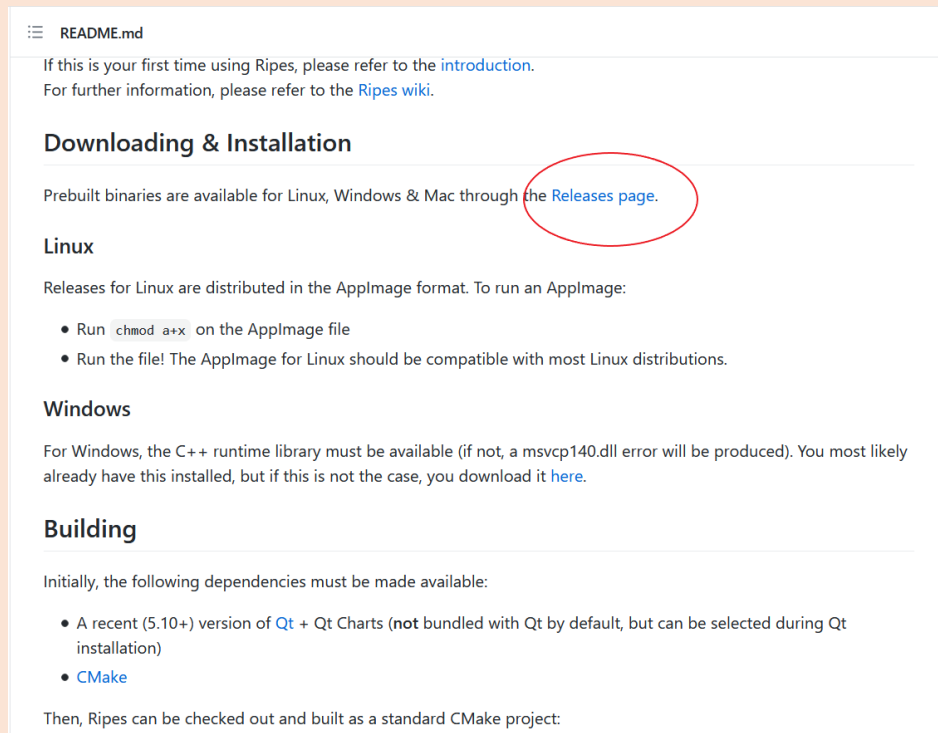 README.md
If this is your first time using Ripes, please refer to the introduction.
For further information, please refer to the Ripes wiki.
Downloading & Installation
Prebuilt binaries are available for Linux, Windows & Mac through the Releases page.
Linux
Releases for Linux are distributed in the AppImage format. To run an AppImage:
• Run chmod a+x on the AppImage file
• Run the file! The AppImage for Linux should be compatible with most Linux distributions.
Windows
For Windows, the C++ runtime library must be available (if not, a msvcp140.dll error will be produced). You most likely
already have this installed, but if this is not the case, you download it here.
Building
Initially, the following dependencies must be made available:
• A recent (5.10+) version of Qt + Qt Charts (not bundled with Qt by default, but can be selected during Qt
installation)
• CMake
Then, Ripes can be checked out and built as a standard CMake project: